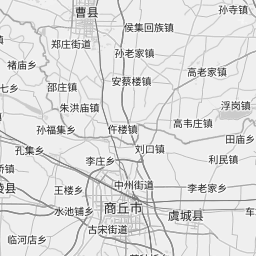 孙寺镇
曹县
侯集回族镇
郑庄街道
孙老家镇
褚庙乡
高老家镇
安蔡楼镇
邵庄镇
七乡
浮岗镇
朱洪庙镇
高韦庄镇
孙福集乡
仵楼镇
田庙乡
孔集乡
刘口镇
李庄乡
利民镇
桥镇
中州街道
县
王楼乡
李老家乡
商丘市
水池铺乡
虞城县
车
古宋街道
临河店乡